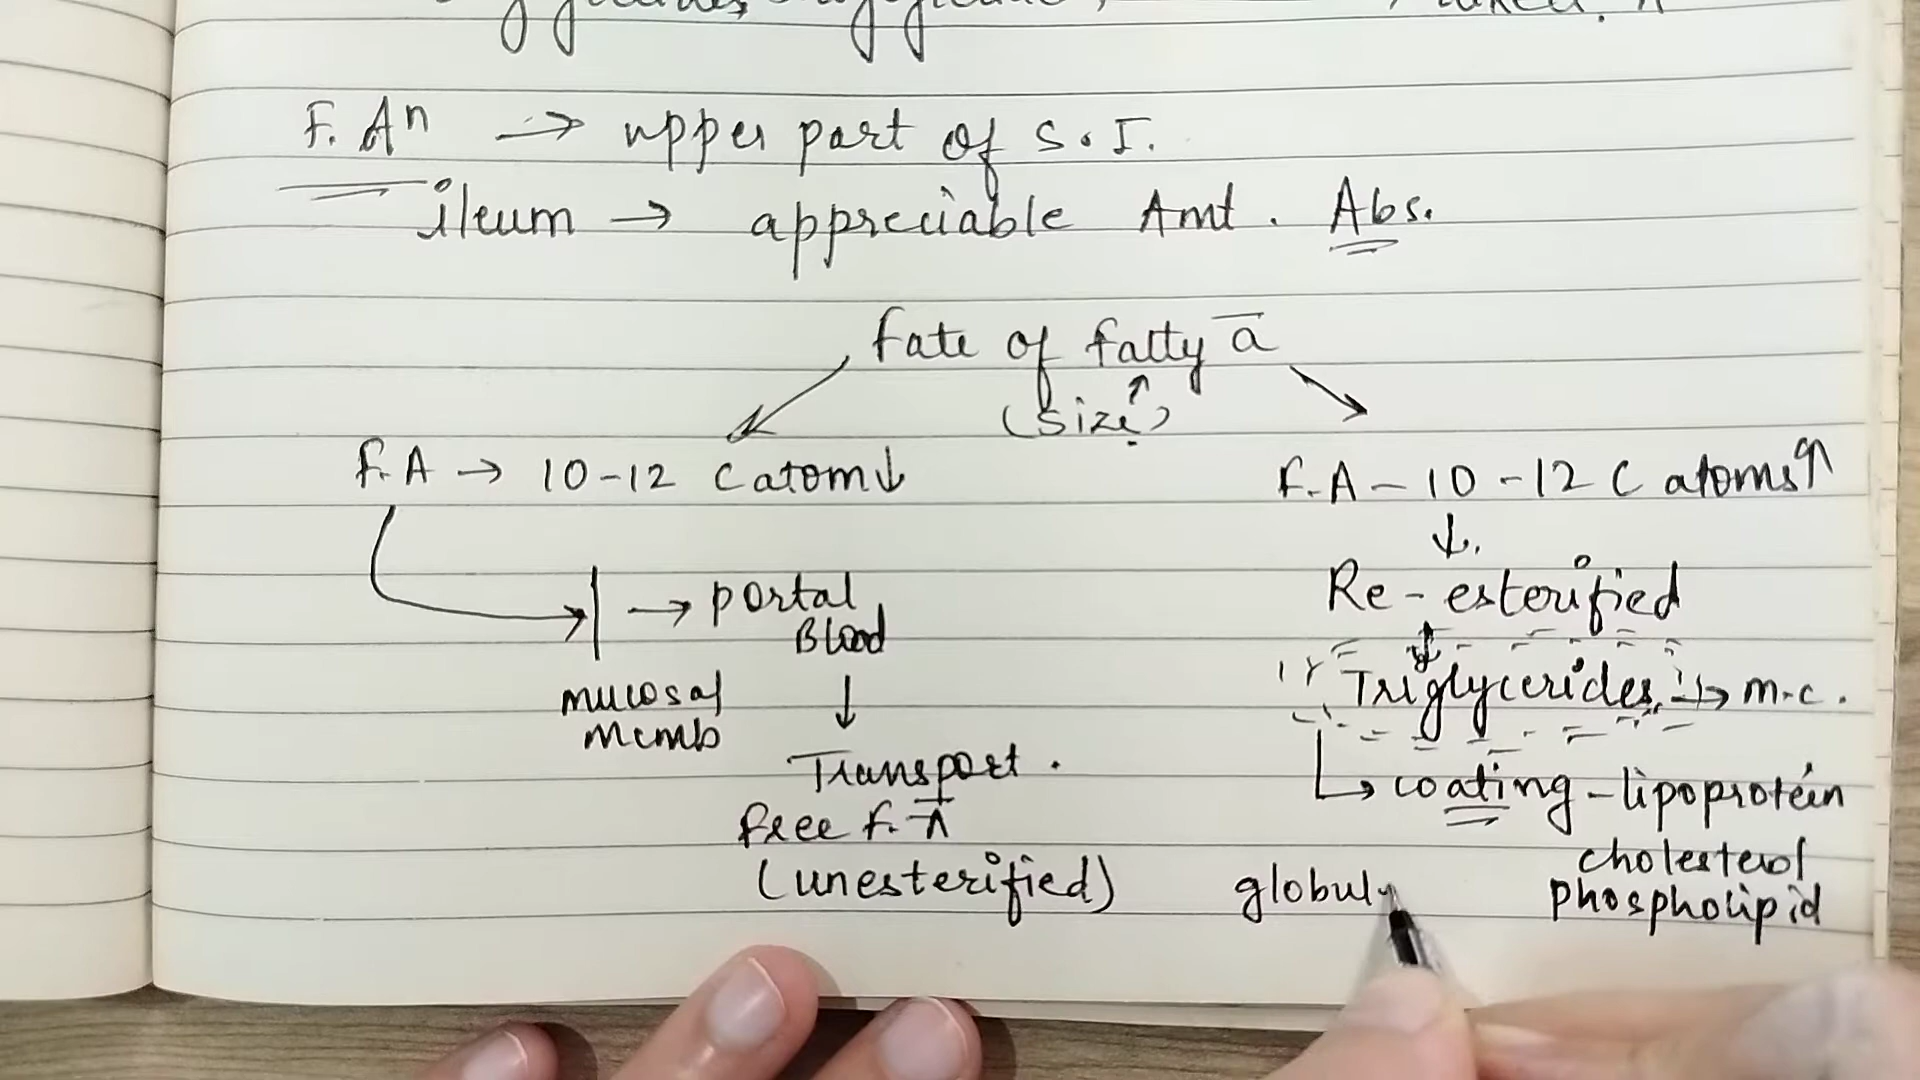 F. Aⁿ → upper part of S.I.
ileum → appreciable Amt. Abs.
Fate of fatty a̅
(size)
F.A → 10-12 C atom↓
F.A - 10-12 C atoms↑
↓
Re-esterified
→ portal
Blood
↓
Triglycerides → m.c.
mucosal
Memb
Transport.
↳ coating - lipoprotein
free f. A̅
cholesterol
(unesterified)
globul
phospholipid